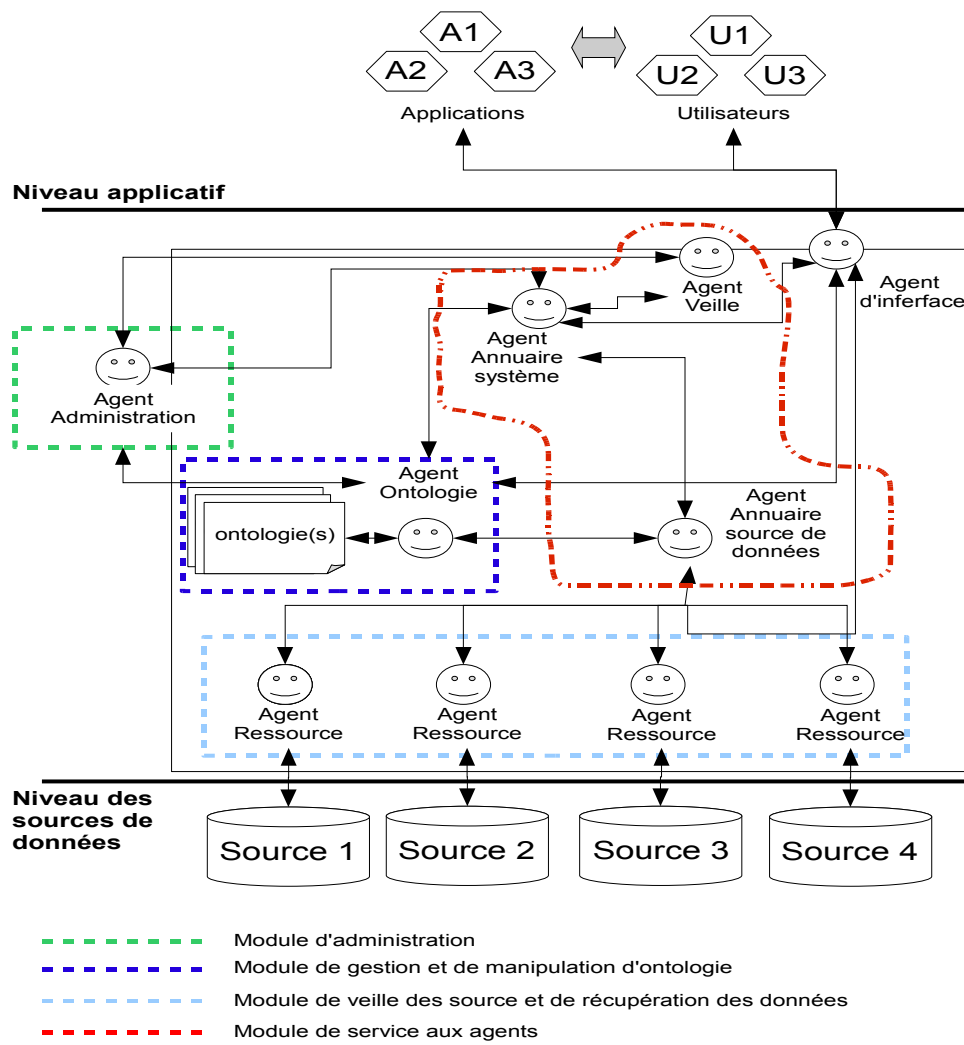 A1
A2
A3
U1
U2
U3
Applications
Utilisateurs
Niveau applicatif
Agent
Veille
Agent
d'inferface
Agent
Annuaire
système
Agent
Administration
Agent
Ontologie
ontologie(s)
Agent
Annuaire
source de
données
Agent
Ressource
Agent
Ressource
Agent
Ressource
Agent
Ressource
Niveau des
sources de
données
Source 1
Source 2
Source 3
Source 4
Module d'administration
Module de gestion et de manipulation d'ontologie
Module de veille des source et de récupération des données
Module de service aux agents